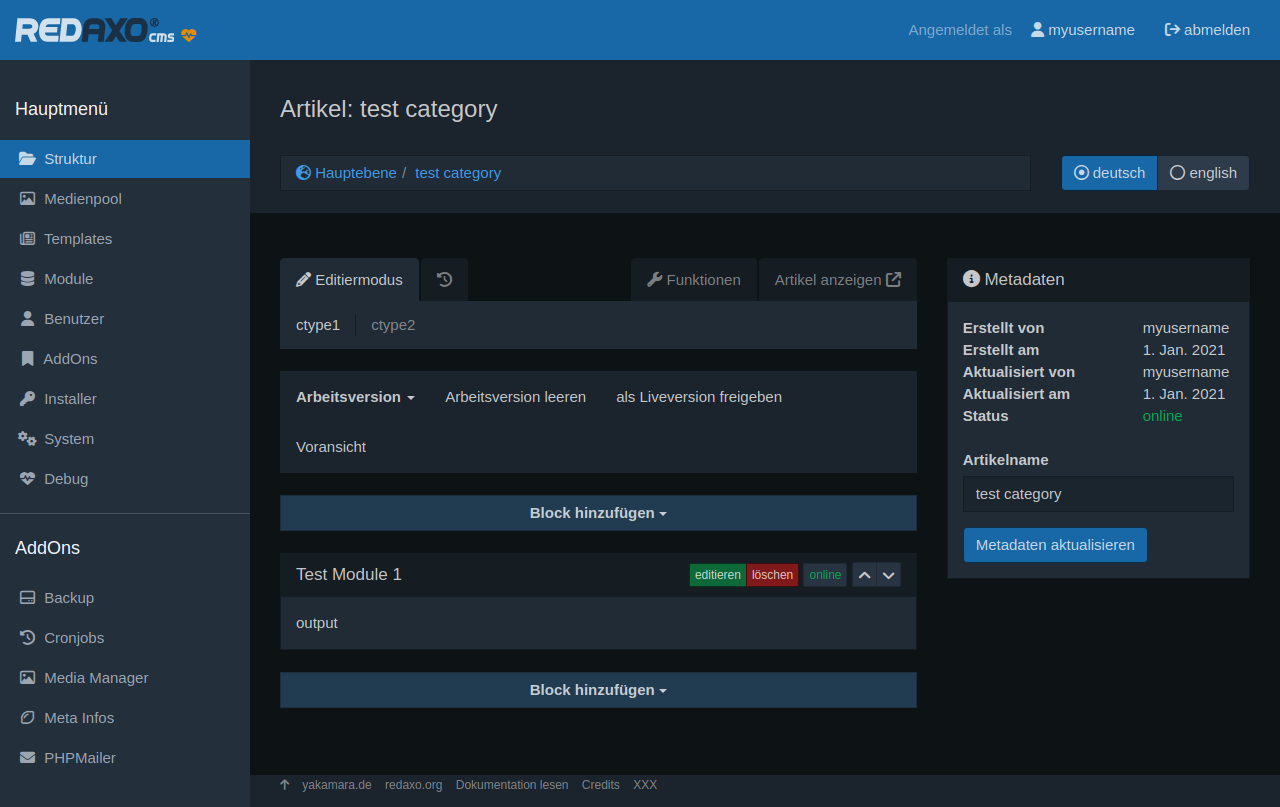 REDAXO® cms
Angemeldet als myusername abmelden
Hauptmenü
Struktur
Medienpool
Templates
Module
Benutzer
AddOns
Installer
System
Debug
AddOns
Backup
Cronjobs
Media Manager
Meta Infos
PHPMailer
Artikel: test category
Hauptebene / test category
deutsch english
Editiermodus Funktionen Artikel anzeigen
ctype1 ctype2
Arbeitsversion Arbeitsversion leeren als Liveversion freigeben
Voransicht
Block hinzufügen
Test Module 1 editieren löschen online
output
Block hinzufügen
Metadaten
Erstellt von myusername
Erstellt am 1. Jan. 2021
Aktualisiert von myusername
Aktualisiert am 1. Jan. 2021
Status online
Artikelname
test category
Metadaten aktualisieren
yakamara.de redaxo.org Dokumentation lesen Credits XXX